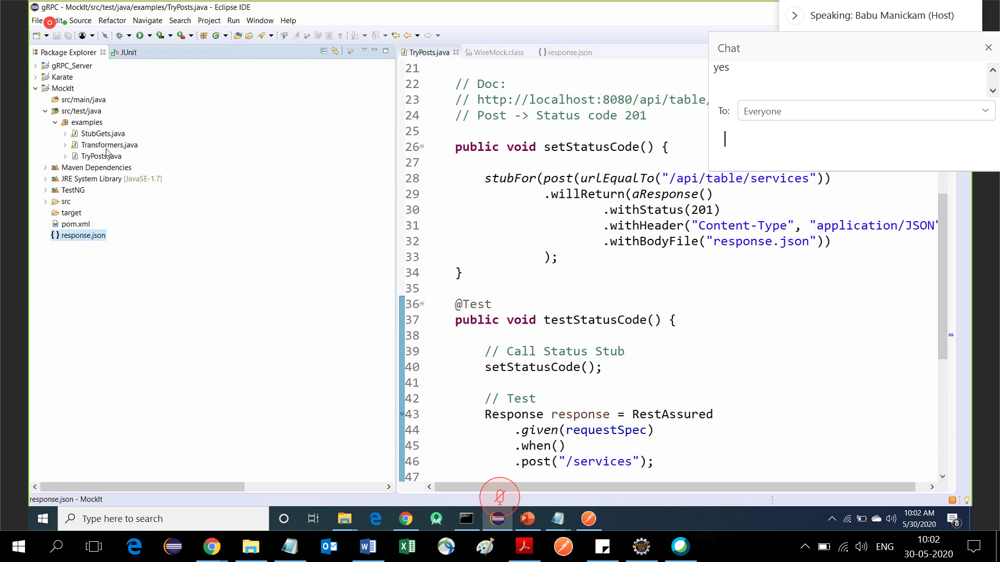 gRPC - MockIt/src/test/java/examples/TryPosts.java - Eclipse IDE
File Edit Source Refactor Navigate Search Project Run Window Help
Speaking: Babu Manickam (Host)
Package Explorer
JUnit
TryPosts.java
WireMock.class
response.json
Chat
yes
To:
Everyone
gRPC_Server
Karate
MockIt
src/main/java
src/test/java
examples
StubGets.java
Transformers.java
TryPosts.java
Maven Dependencies
JRE System Library [JavaSE-1.7]
TestNG
src
target
pom.xml
{ } response.json
21
22 // Doc:
23 // http://localhost:8080/api/table/
24 // Post -> Status code 201
25
26 public void setStatusCode() {
27
28 stubFor(post(urlEqualTo("/api/table/services"))
29 .willReturn(aResponse()
30 .withStatus(201)
31 .withHeader("Content-Type", "application/JSON"
32 .withBodyFile("response.json"))
33 );
34 }
35
36 @Test
37 public void testStatusCode() {
38
39 // Call Status Stub
40 setStatusCode();
41
42 // Test
43 Response response = RestAssured
44 .given(requestSpec)
45 .when()
46 .post("/services");
47
response.json - MockIt
Type here to search
10:02 AM
5/30/2020
8
ENG
10:02
30-05-2020